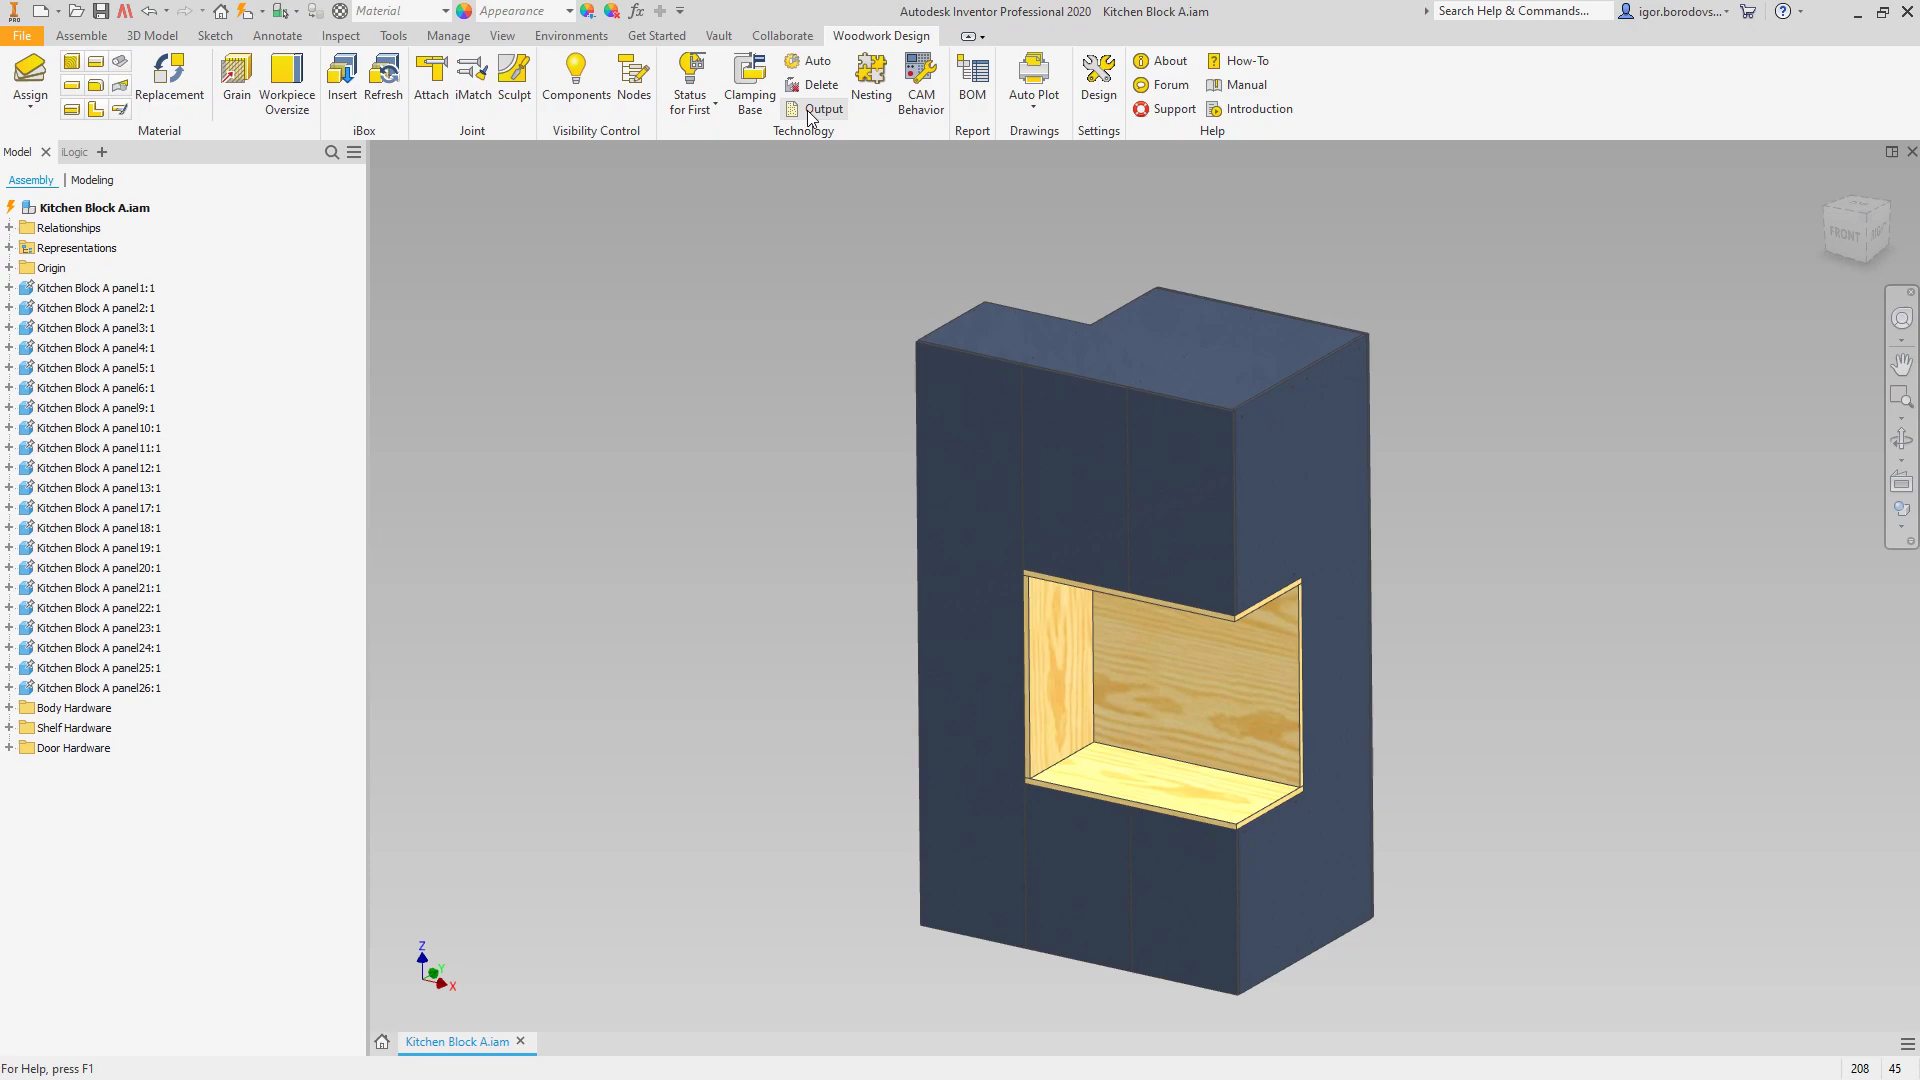 Material
Appearance
Autodesk Inventor Professional 2020 Kitchen Block A.iam
Search Help & Commands...
igor.borodovs...
File Assemble 3D Model Sketch Annotate Inspect Tools Manage View Environments Get Started Vault Collaborate Woodwork Design
Assign
Replacement
Grain
Workpiece Oversize
Material
Insert
Refresh
iBox
Attach
iMatch
Sculpt
Joint
Components
Nodes
Visibility Control
Status for First
Clamping Base
Auto
Delete
Output
Nesting
CAM Behavior
Technology
BOM
Report
Auto Plot
Drawings
Design
Settings
About
Forum
Support
How-To
Manual
Introduction
Help
Model
iLogic
Assembly | Modeling
Kitchen Block A.iam
Relationships
Representations
Origin
Kitchen Block A panel1:1
Kitchen Block A panel2:1
Kitchen Block A panel3:1
Kitchen Block A panel4:1
Kitchen Block A panel5:1
Kitchen Block A panel6:1
Kitchen Block A panel9:1
Kitchen Block A panel10:1
Kitchen Block A panel11:1
Kitchen Block A panel12:1
Kitchen Block A panel13:1
Kitchen Block A panel17:1
Kitchen Block A panel18:1
Kitchen Block A panel19:1
Kitchen Block A panel20:1
Kitchen Block A panel21:1
Kitchen Block A panel22:1
Kitchen Block A panel23:1
Kitchen Block A panel24:1
Kitchen Block A panel25:1
Kitchen Block A panel26:1
Body Hardware
Shelf Hardware
Door Hardware
FRONT
Z
Y
X
Kitchen Block A.iam
For Help, press F1
208 45